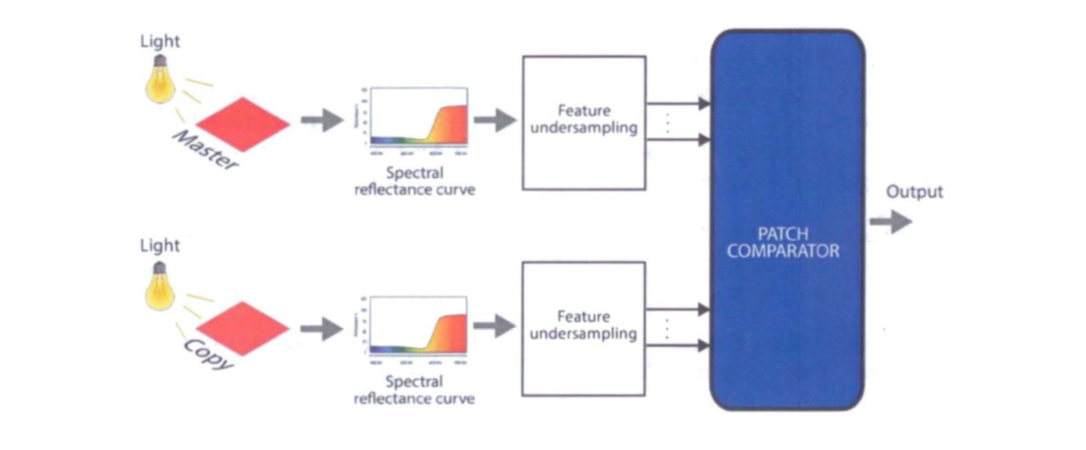 Light
Master
Spectral
reflectance curve
Feature
undersampling
Light
Copy
Spectral
reflectance curve
Feature
undersampling
PATCH
COMPARATOR
Output